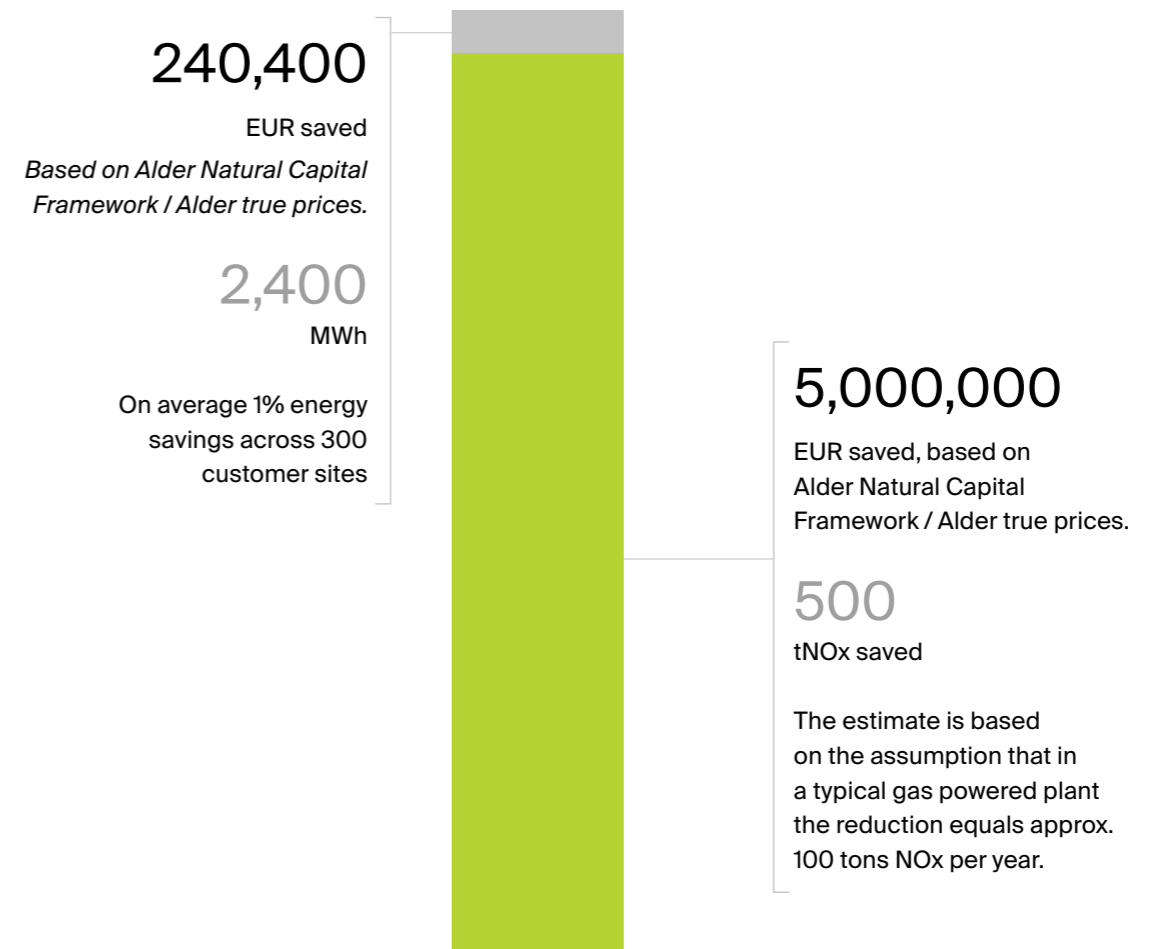 240,400
EUR saved
Based on Alder Natural Capital
Framework / Alder true prices.
2,400
MWh
On average 1% energy
savings across 300
customer sites
5,000,000
EUR saved, based on
Alder Natural Capital
Framework / Alder true prices.
500
tNOx saved
The estimate is based
on the assumption that in
a typical gas powered plant
the reduction equals approx.
100 tons NOx per year.